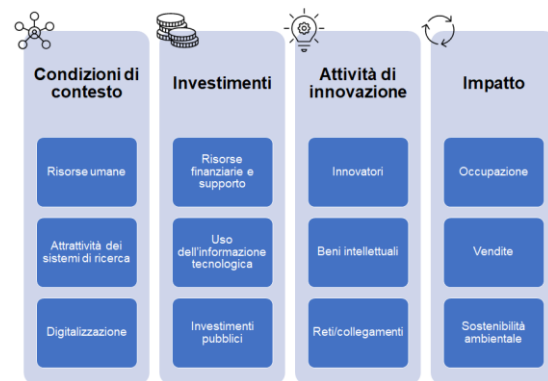 Condizioni di
contesto
Risorse umane
Attrattività dei
sistemi di ricerca
Digitalizzazione
Investimenti
Risorse
finanziarie e
supporto
Uso
dell'informazione
tecnologica
Investimenti
pubblici
Attività di
innovazione
Innovatori
Beni intellettuali
Reti/collegamenti
Impatto
Occupazione
Vendite
Sostenibilità
ambientale